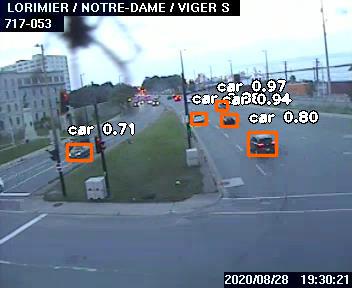 LORIMIER / NOTRE-DAME / VIGER S
717-053
car 0.97
car 0.94
car 0.80
car 0.71
2020/08/28 19:30:21